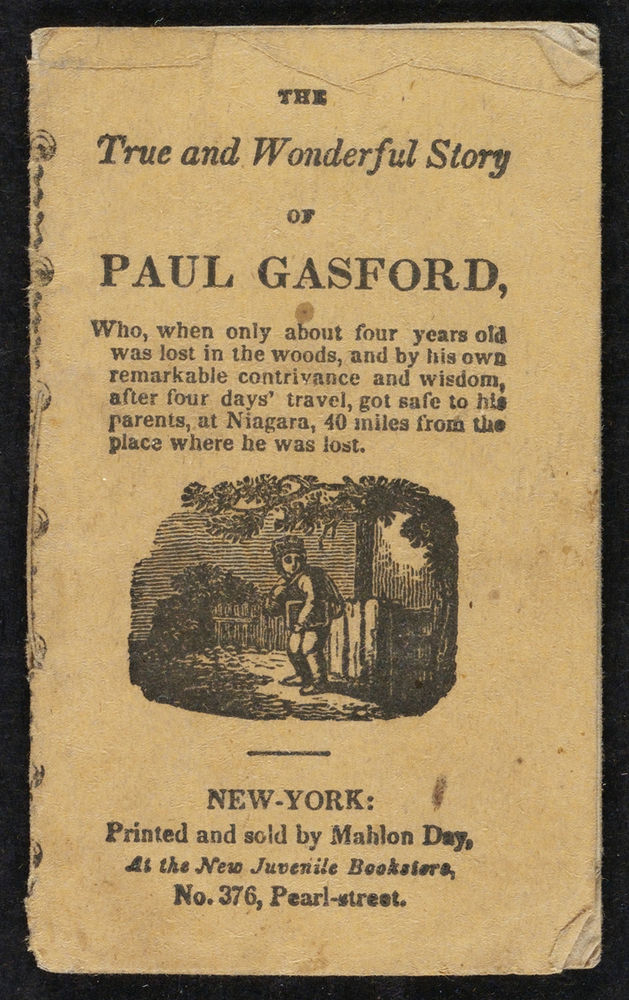 THE
True and Wonderful Story
OF
PAUL GASFORD,
Who, when only about four years old
was lost in the woods, and by his own
remarkable contrivance and wisdom,
after four days' travel, got safe to his
parents, at Niagara, 40 miles from the
place where he was lost.
NEW-YORK:
Printed and sold by Mahlon Day,
At the New Juvenile Bookstore,
No. 376, Pearl-street.